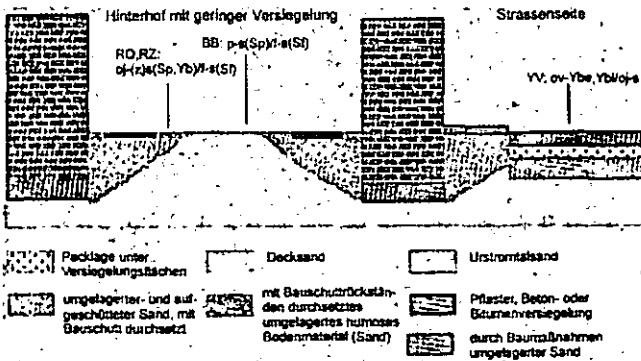 Hinterhof mit geringer Versiegelung
Strassenseite
BB: p-s(Sp)/f-s(Sf)
RQ,RZ:
oj-(z)s(Sp,Yb)/f-s(Sf)
YV: ov-Ybe,Ybl/oj-s
Packlage unter
Versiegelungsflächen
Decksand
Urstromtalsand
umgelagerter- und auf-
geschütteter Sand, mit
Bauschutt durchsetzt
mit Bauschuttrückstän-
den durchsetztes
umgelagertes humoses
Bodenmaterial (Sand)
Pflaster, Beton- oder
Bitumenversiegelung
durch Baumaßnahmen
umgelagerter Sand